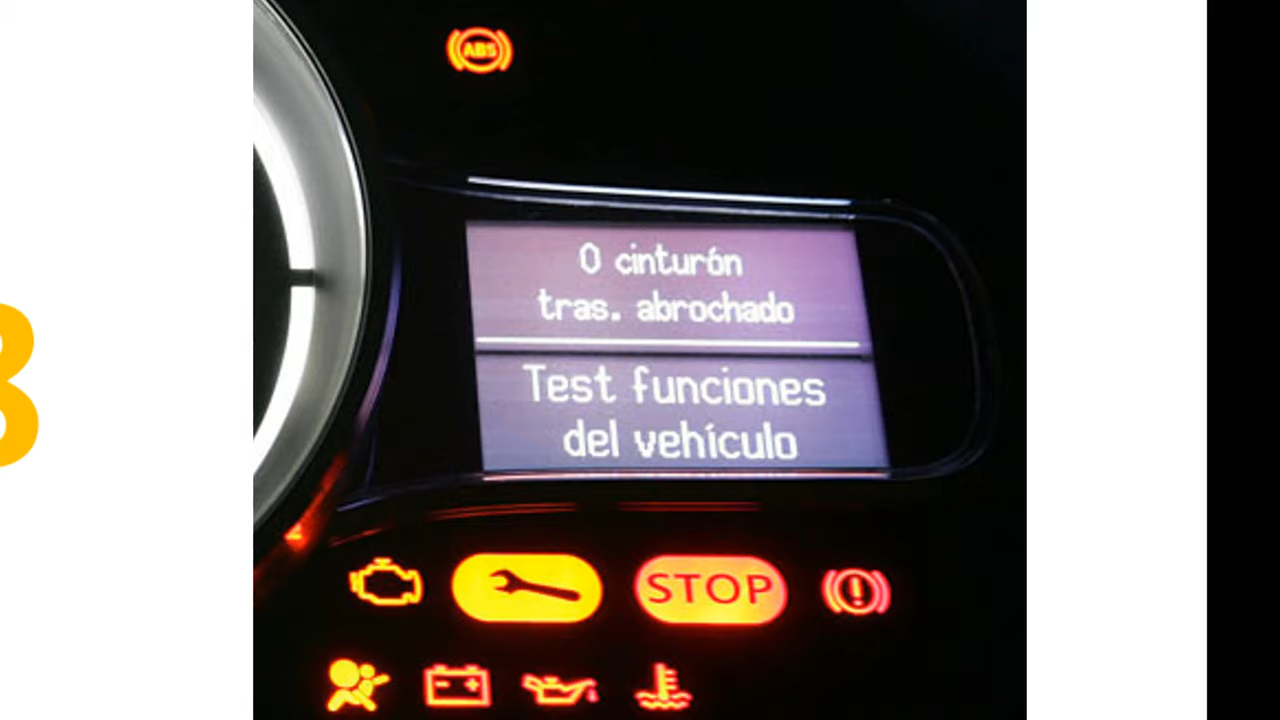 ABS
0 cinturón
tras. abrochado
Test funciones
del vehículo
STOP